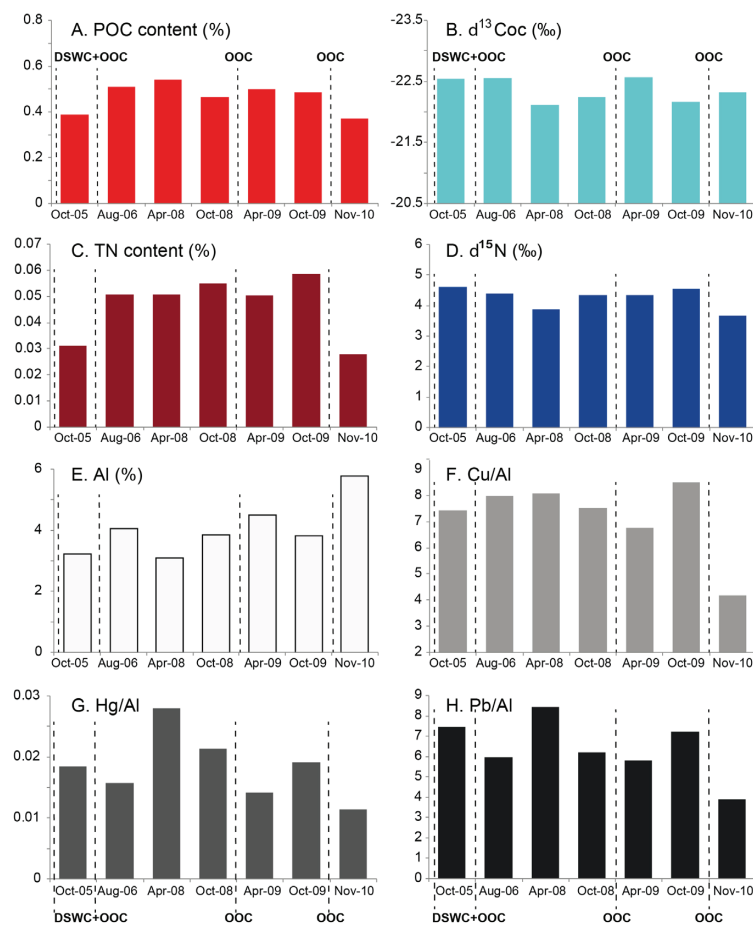 A. POC content (%)
0.8
0.6
0.4
0.2
0
DSWC+OOC OOC OOC
Oct-05 Aug-06 Apr-08 Oct-08 Apr-09 Oct-09 Nov-10
B. d¹³Coc (‰)
-23.5
-22.5
-21.5
-20.5
DSWC+OOC OOC OOC
Oct-05 Aug-06 Apr-08 Oct-08 Apr-09 Oct-09 Nov-10
C. TN content (%)
0.07
0.06
0.05
0.04
0.03
0.02
0.01
0
Oct-05 Aug-06 Apr-08 Oct-08 Apr-09 Oct-09 Nov-10
D. d¹⁵N (‰)
6
5
4
3
2
1
0
Oct-05 Aug-06 Apr-08 Oct-08 Apr-09 Oct-09 Nov-10
E. Al (%)
6
4
2
0
Oct-05 Aug-06 Apr-08 Oct-08 Apr-09 Oct-09 Nov-10
F. Cu/Al
9
8
7
6
5
4
3
2
Oct-05 Aug-06 Apr-08 Oct-08 Apr-09 Oct-09 Nov-10
G. Hg/Al
0.03
0.02
0.01
0
Oct-05 Aug-06 Apr-08 Oct-08 Apr-09 Oct-09 Nov-10
DSWC+OOC OOC OOC
H. Pb/Al
9
8
7
6
5
4
3
2
1
0
Oct-05 Aug-06 Apr-08 Oct-08 Apr-09 Oct-09 Nov-10
DSWC+OOC OOC OOC